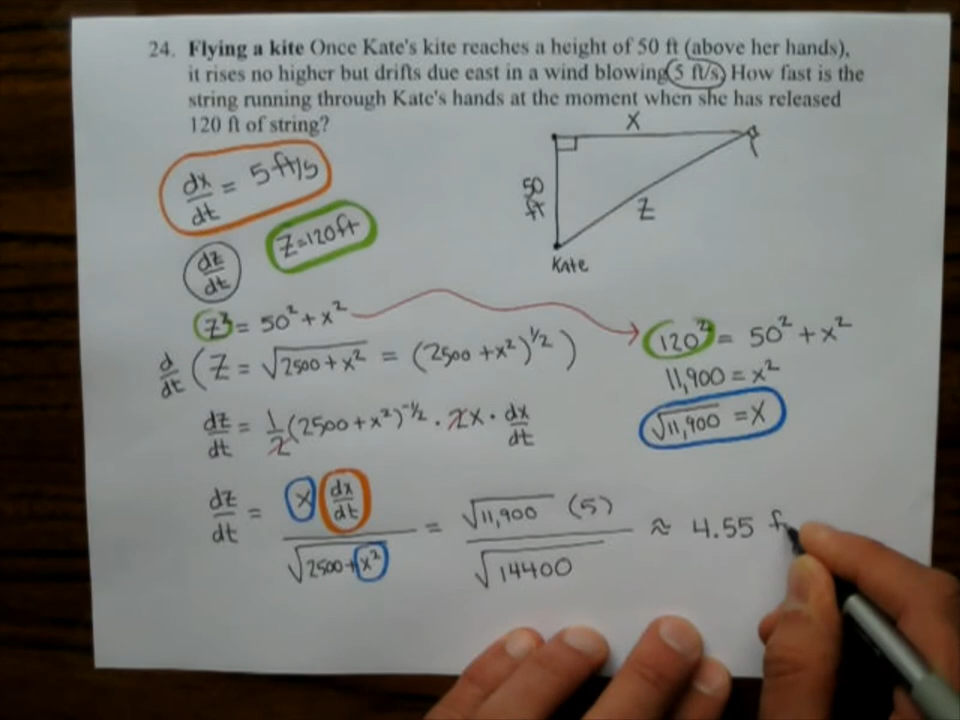 24. Flying a kite Once Kate's kite reaches a height of 50 ft (above her hands),
it rises no higher but drifts due east in a wind blowing 5 ft/s. How fast is the
string running through Kate's hands at the moment when she has released
120 ft of string?
x
50 ft
z
Kate
dx/dt = 5 ft/s
z = 120 ft
dz/dt
z² = 50² + x²
d/dt (z = √(2500 + x²) = (2500 + x²)^(1/2))
dz/dt = 1/2 (2500 + x²)^(-1/2) · 2x · dx/dt
dz/dt = x dx/dt / √(2500 + x²) = √11,900 (5) / √14400 ≈ 4.55 f
120² = 50² + x²
11,900 = x²
√11,900 = x